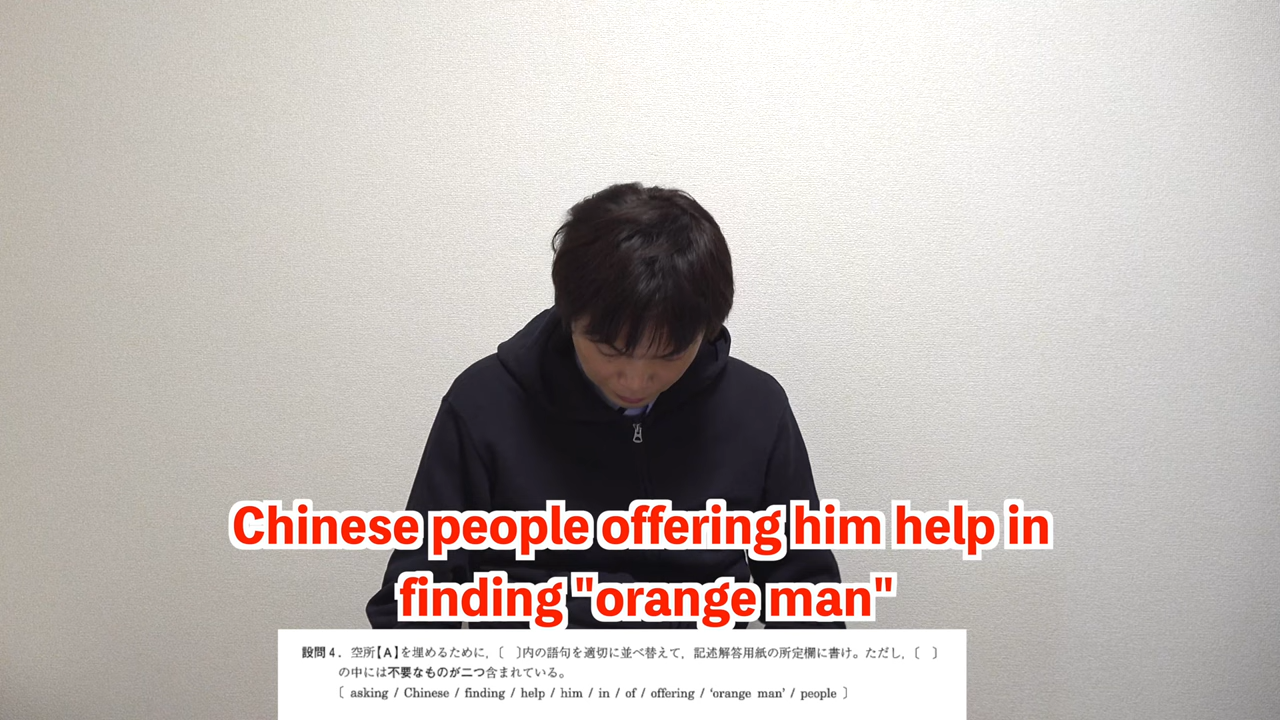 Chinese people offering him help in
finding "orange man"
設問4．空所【A】を埋めるために，〔　〕内の語句を適切に並べ替えて，記述解答用紙の所定欄に書け。ただし，〔　〕
の中には不要なものが二つ含まれている。
〔 asking / Chinese / finding / help / him / in / of / offering / ‘orange man’ / people 〕